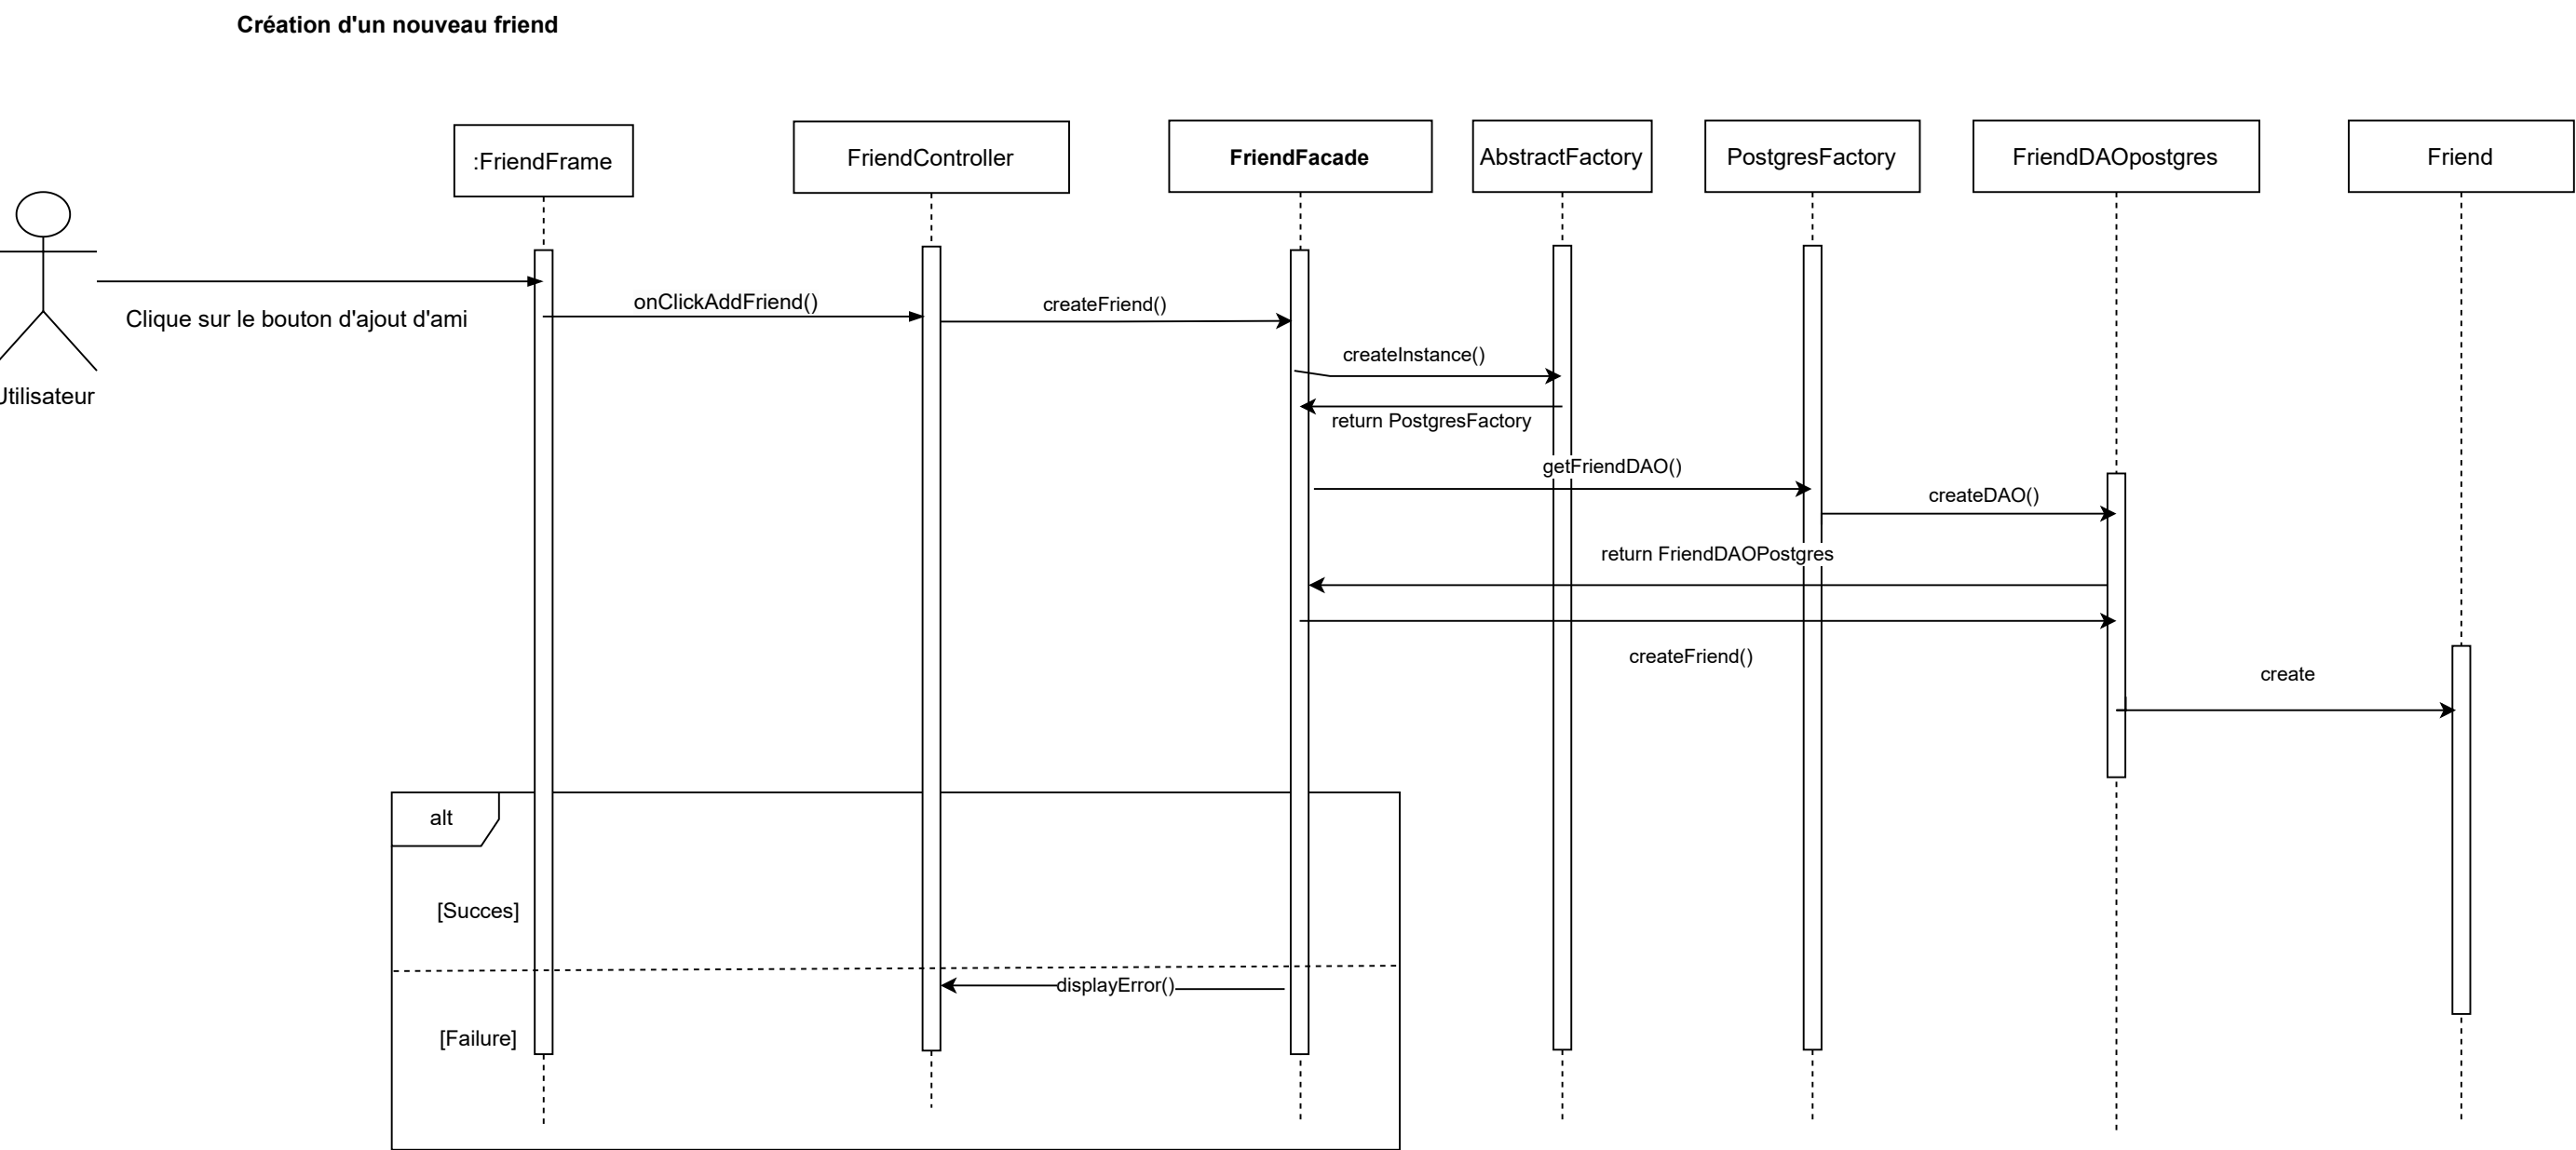 Création d'un nouveau friend
:FriendFrame
FriendController
FriendFacade
AbstractFactory
PostgresFactory
FriendDAOpostgres
Friend
Clique sur le bouton d'ajout d'ami
Utilisateur
onClickAddFriend()
createFriend()
createInstance()
return PostgresFactory
getFriendDAO()
createDAO()
return FriendDAOPostgres
createFriend()
create
alt
[Succes]
displayError()
[Failure]